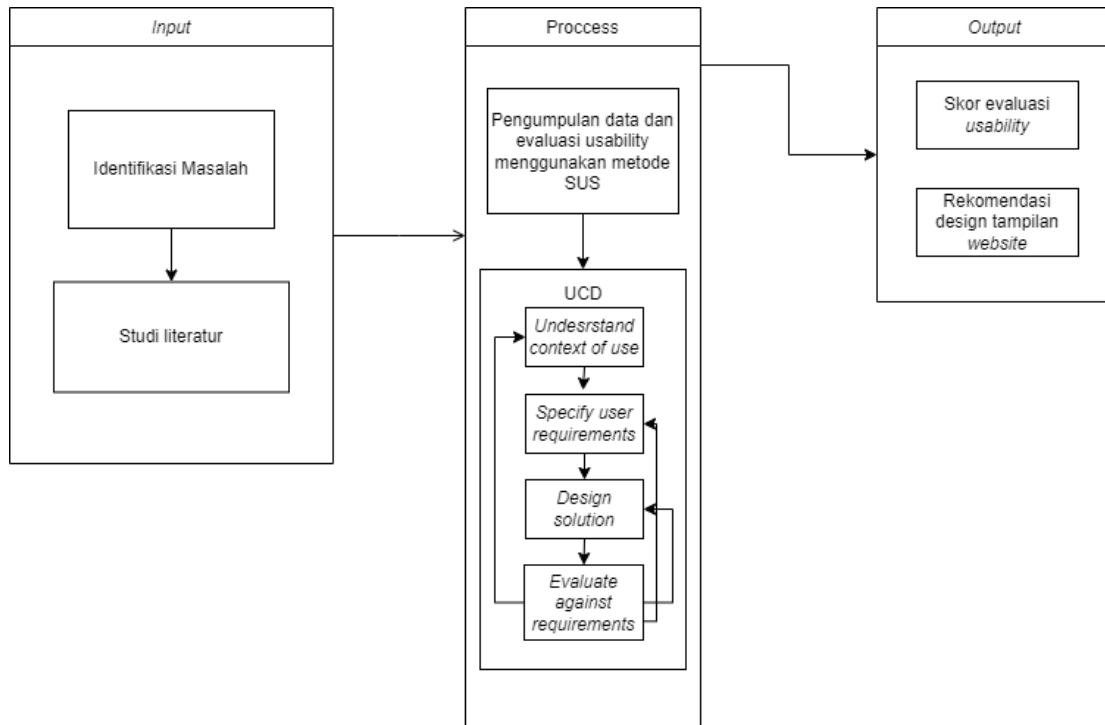 Input
Identifikasi Masalah
Studi literatur
Proccess
Pengumpulan data dan
evaluasi usability
menggunakan metode
SUS
UCD
Undesrstand
context of use
Specify user
requirements
Design
solution
Evaluate
against
requirements
Output
Skor evaluasi
usability
Rekomendasi
design tampilan
website